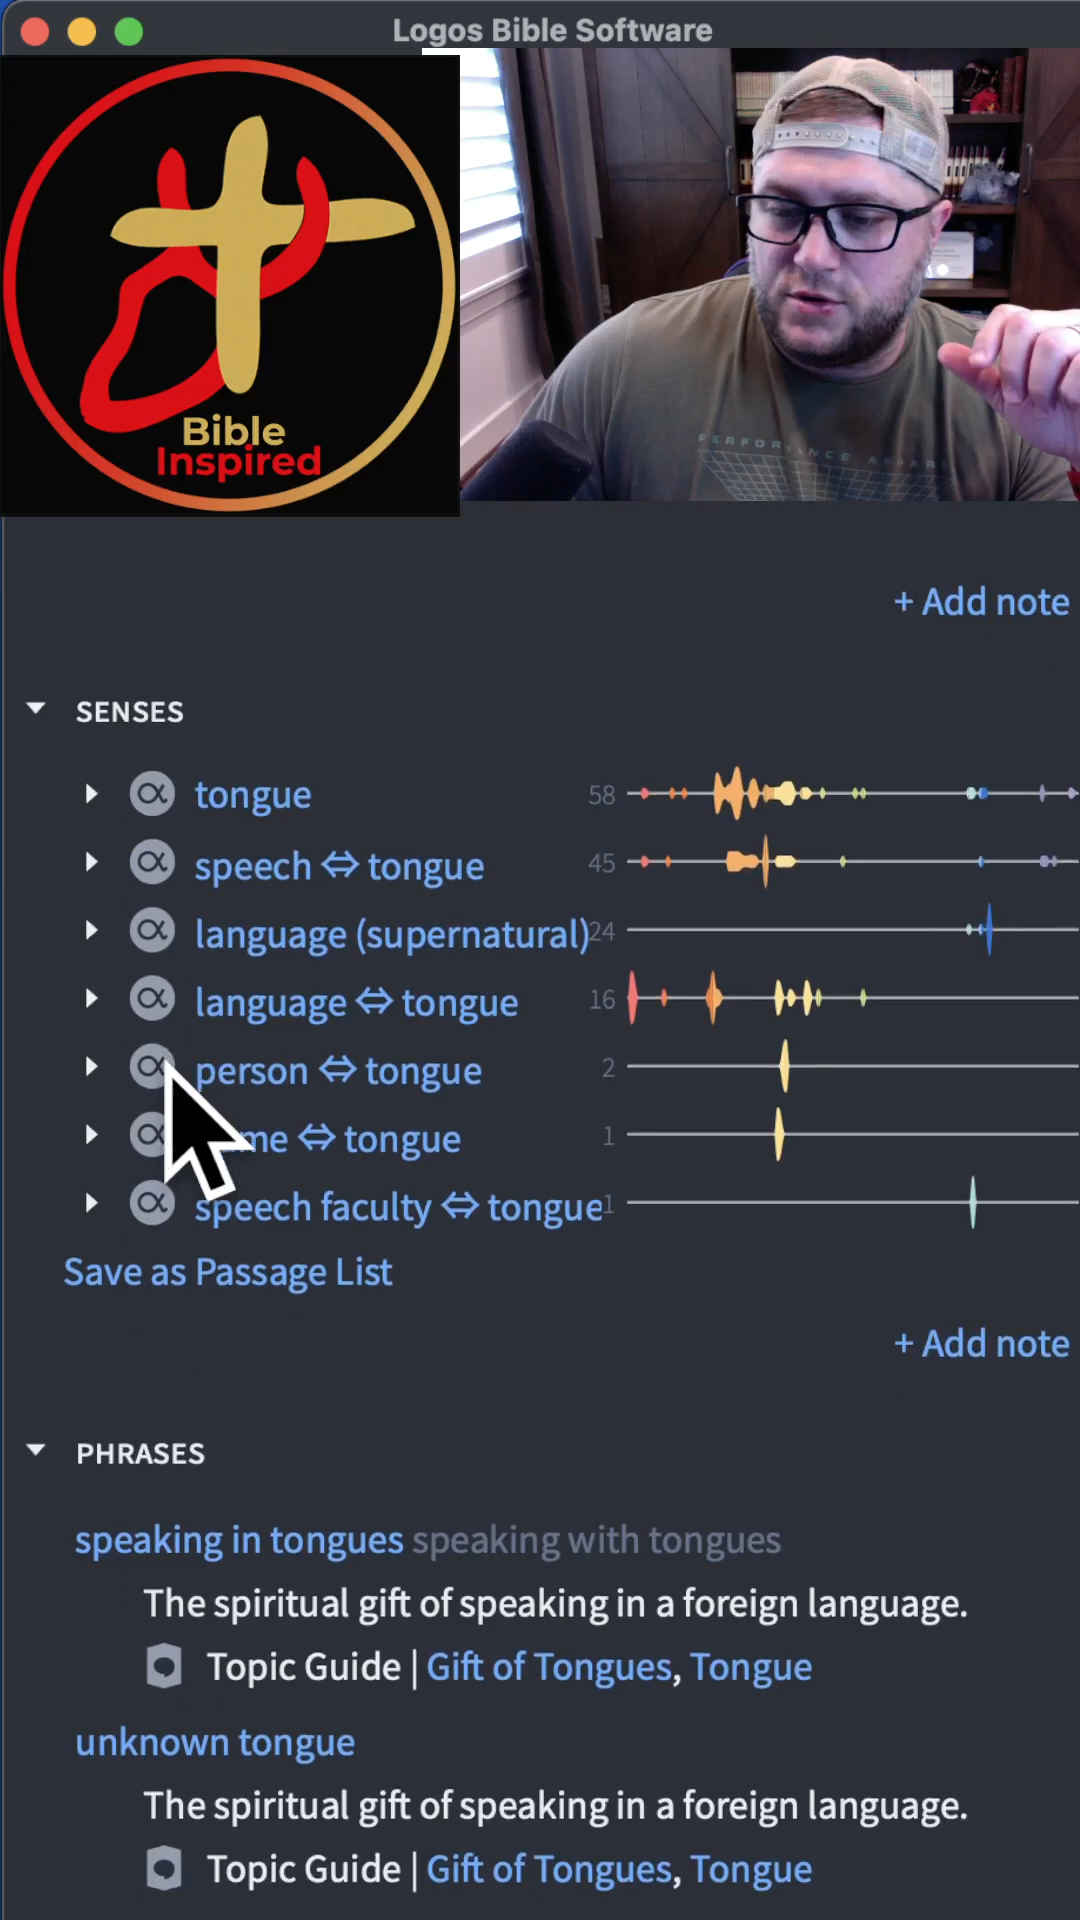 Logos Bible Software
Bible
Inspired
PERFORMANCE APPAR
+ Add note
SENSES
tongue 58
speech ⇔ tongue 45
language (supernatural) 24
language ⇔ tongue 16
person ⇔ tongue 2
me ⇔ tongue 1
speech faculty ⇔ tongue 1
Save as Passage List
+ Add note
PHRASES
speaking in tongues speaking with tongues
The spiritual gift of speaking in a foreign language.
Topic Guide | Gift of Tongues, Tongue
unknown tongue
The spiritual gift of speaking in a foreign language.
Topic Guide | Gift of Tongues, Tongue